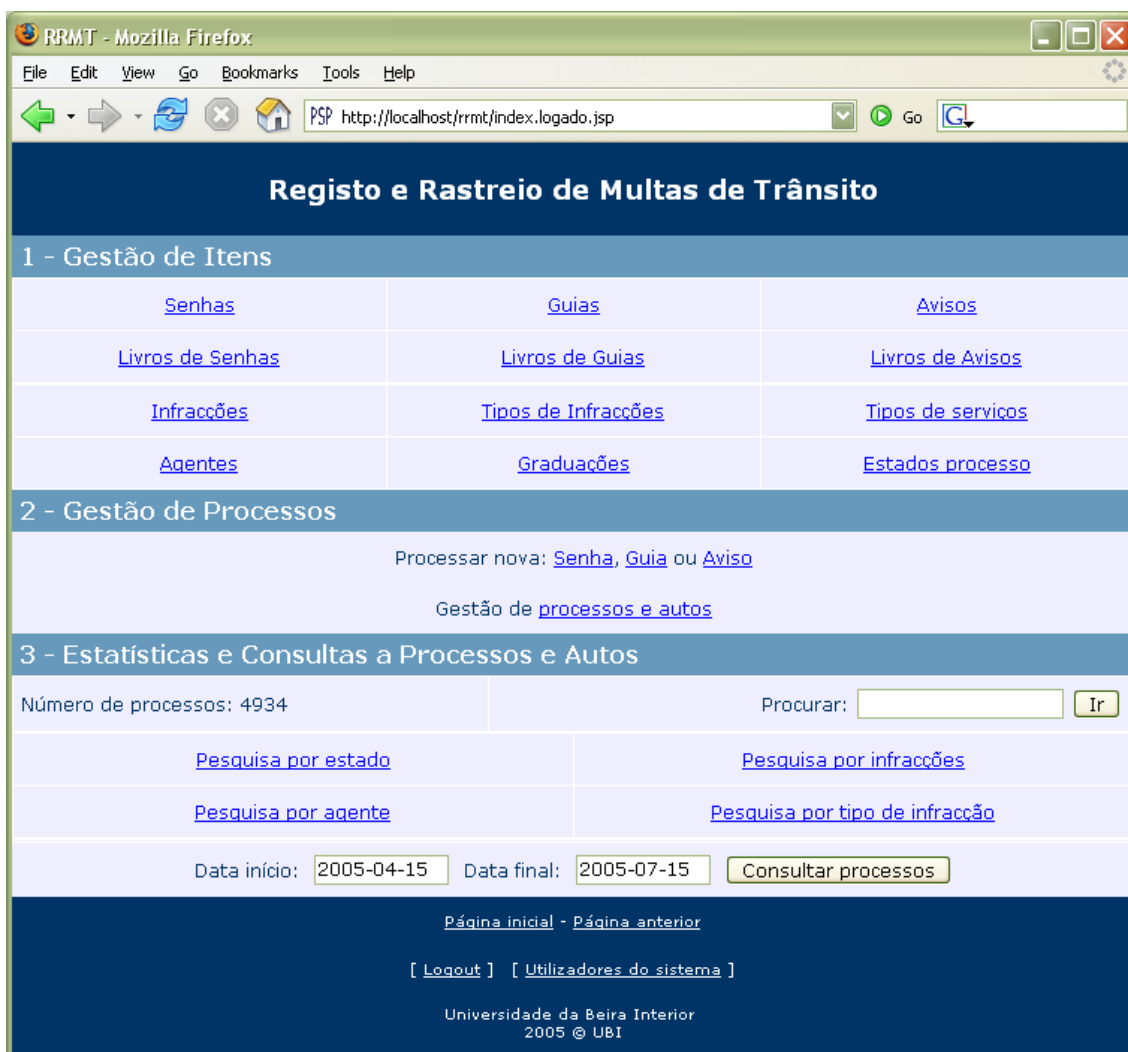 RRMT - Mozilla Firefox
File Edit View Go Bookmarks Tools Help
PSP http://localhost/rrmt/index.logado.jsp Go G
Registo e Rastreio de Multas de Trânsito
1 - Gestão de Itens
Senhas Guias Avisos
Livros de Senhas Livros de Guias Livros de Avisos
Infracções Tipos de Infracções Tipos de serviços
Agentes Graduações Estados processo
2 - Gestão de Processos
Processar nova: Senha, Guia ou Aviso
Gestão de processos e autos
3 - Estatísticas e Consultas a Processos e Autos
Número de processos: 4934 Procurar: Ir
Pesquisa por estado Pesquisa por infracções
Pesquisa por agente Pesquisa por tipo de infracção
Data início: 2005-04-15 Data final: 2005-07-15 Consultar processos
Página inicial - Página anterior
[ Logout ] [ Utilizadores do sistema ]
Universidade da Beira Interior
2005 © UBI